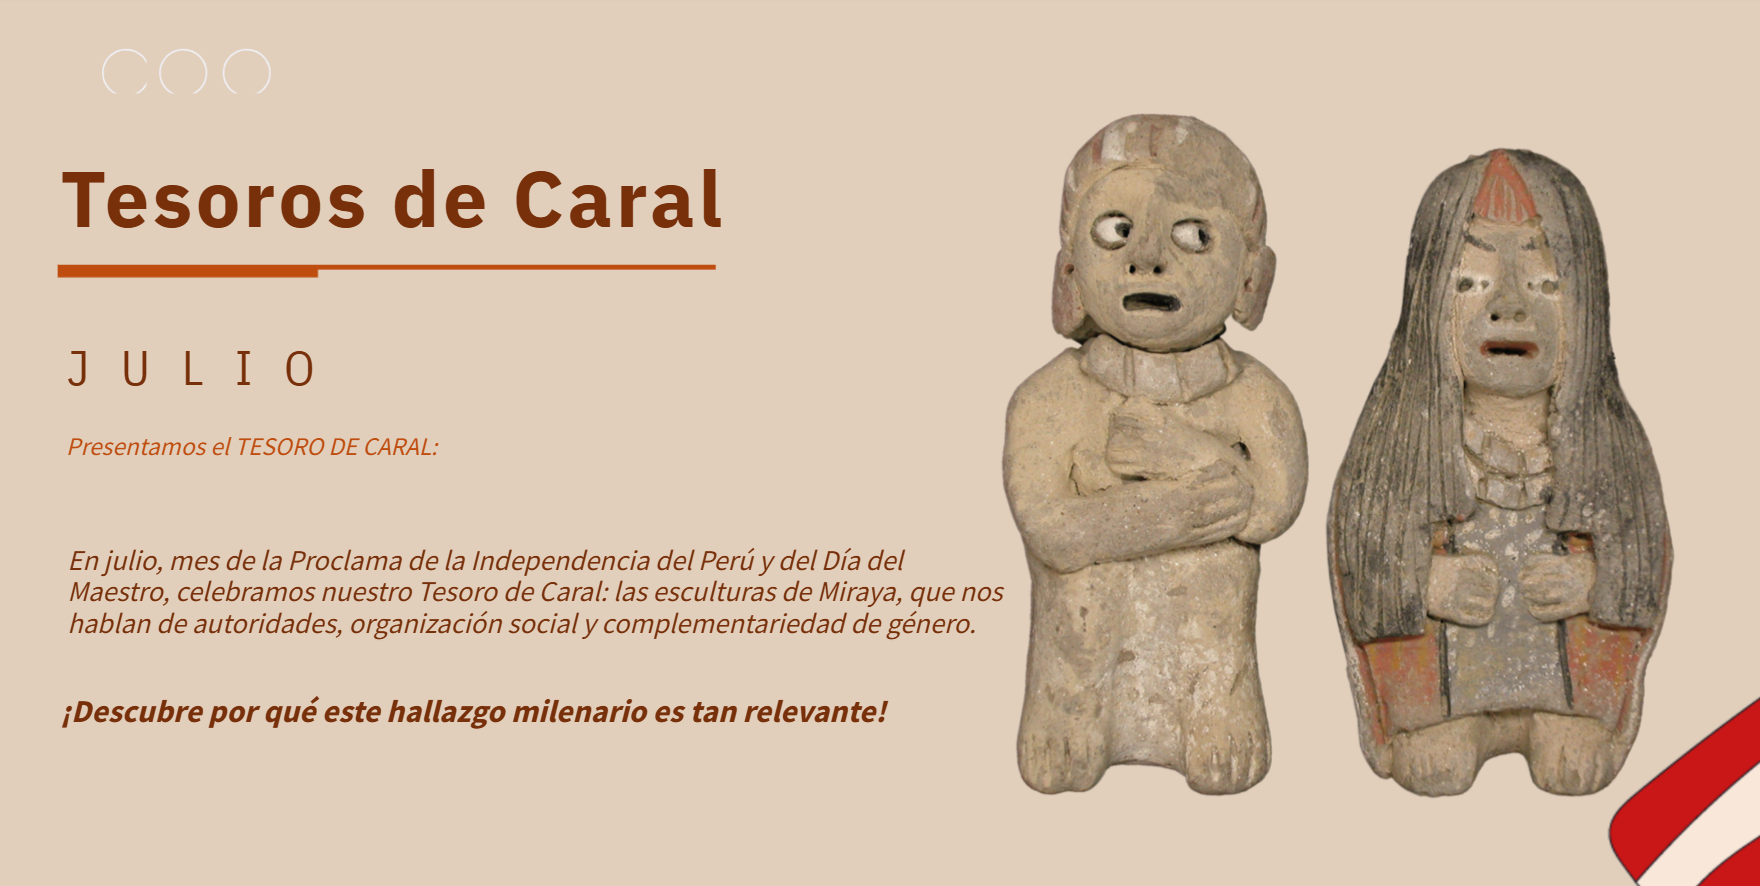 Tesoros de Caral
JULIO
Presentamos el TESORO DE CARAL:
En julio, mes de la Proclama de la Independencia del Perú y del Día del
Maestro, celebramos nuestro Tesoro de Caral: las esculturas de Miraya, que nos
hablan de autoridades, organización social y complementariedad de género.
¡Descubre por qué este hallazgo milenario es tan relevante!